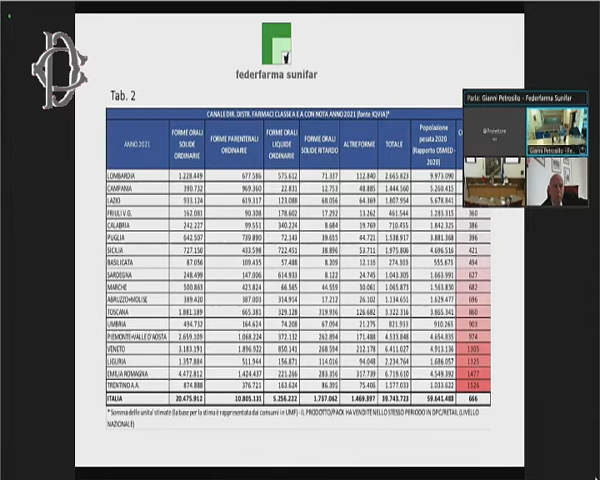 federfarma sunifar
Tab. 2
Parla: Gianni Petrosillo - Federfarma Sunifar
CANALE DIR. DISTR. FARMACI CLASSE A E A CON NOTA ANNO 2021 (fonte IQVIA)*
ANNO 2021 FORME ORALI SOLIDE ORDINARIE FORME PARENTERALI ORDINARIE FORME ORALI LIQUIDE ORDINARIE FORME ORALI SOLIDE RITARDO ALTRE FORME TOTALE Popolazione pesata 2020 (Rapporto OSMED - 2020)
LOMBARDIA 1.228.449 677.586 575.612 71.337 112.840 2.665.823 9.973.090
CAMPANIA 390.732 969.360 22.831 12.753 48.885 1.444.560 5.260.415
LAZIO 933.124 619.317 123.088 68.056 64.369 1.807.954 5.678.841
FRIULI V.G. 162.081 90.308 178.602 17.292 13.262 461.544 1.283.315 360
CALABRIA 242.227 99.551 340.224 8.684 19.769 710.455 1.842.325 386
PUGLIA 642.507 739.890 72.143 39.655 44.721 1.538.917 3.881.368 396
SICILIA 727.150 433.598 722.451 38.896 53.711 1.975.806 4.696.516 421
BASILICATA 87.056 109.435 57.488 8.209 12.115 274.303 555.673 494
SARDEGNA 248.499 147.006 614.933 8.122 24.745 1.043.305 1.663.991 627
MARCHE 500.863 423.824 66.565 44.559 30.061 1.065.873 1.563.830 682
ABRUZZO+MOLISE 389.420 387.003 314.914 17.212 26.102 1.134.651 1.629.477 696
TOSCANA 1.881.189 665.381 329.128 319.936 126.682 3.322.316 3.865.341 860
UMBRIA 494.732 164.624 74.208 67.094 21.275 821.933 910.265 903
PIEMONTE+VALLE D'AOSTA 2.659.109 1.068.224 372.132 262.894 171.488 4.533.848 4.654.835 974
VENETO 3.183.191 1.896.922 850.141 268.594 212.178 6.411.027 4.913.136 1305
LIGURIA 1.357.884 511.944 156.871 114.016 94.048 2.234.764 1.686.057 1325
EMILIA ROMAGNA 4.472.812 1.424.437 221.266 283.356 317.739 6.719.610 4.549.392 1477
TRENTINO A.A. 874.888 376.721 163.624 86.395 75.406 1.577.033 1.033.622 1526
ITALIA 20.475.912 10.805.131 5.256.222 1.737.062 1.469.397 39.743.723 59.641.488 666
* Somma delle unita' stimate (la base per la stima è rappresentata dai consumi in UMF) - IL PRODOTTO/PACK HA VENDITE NELLO STESSO PERIODO IN DPC/RETAIL (LIVELLO
NAZIONALE)